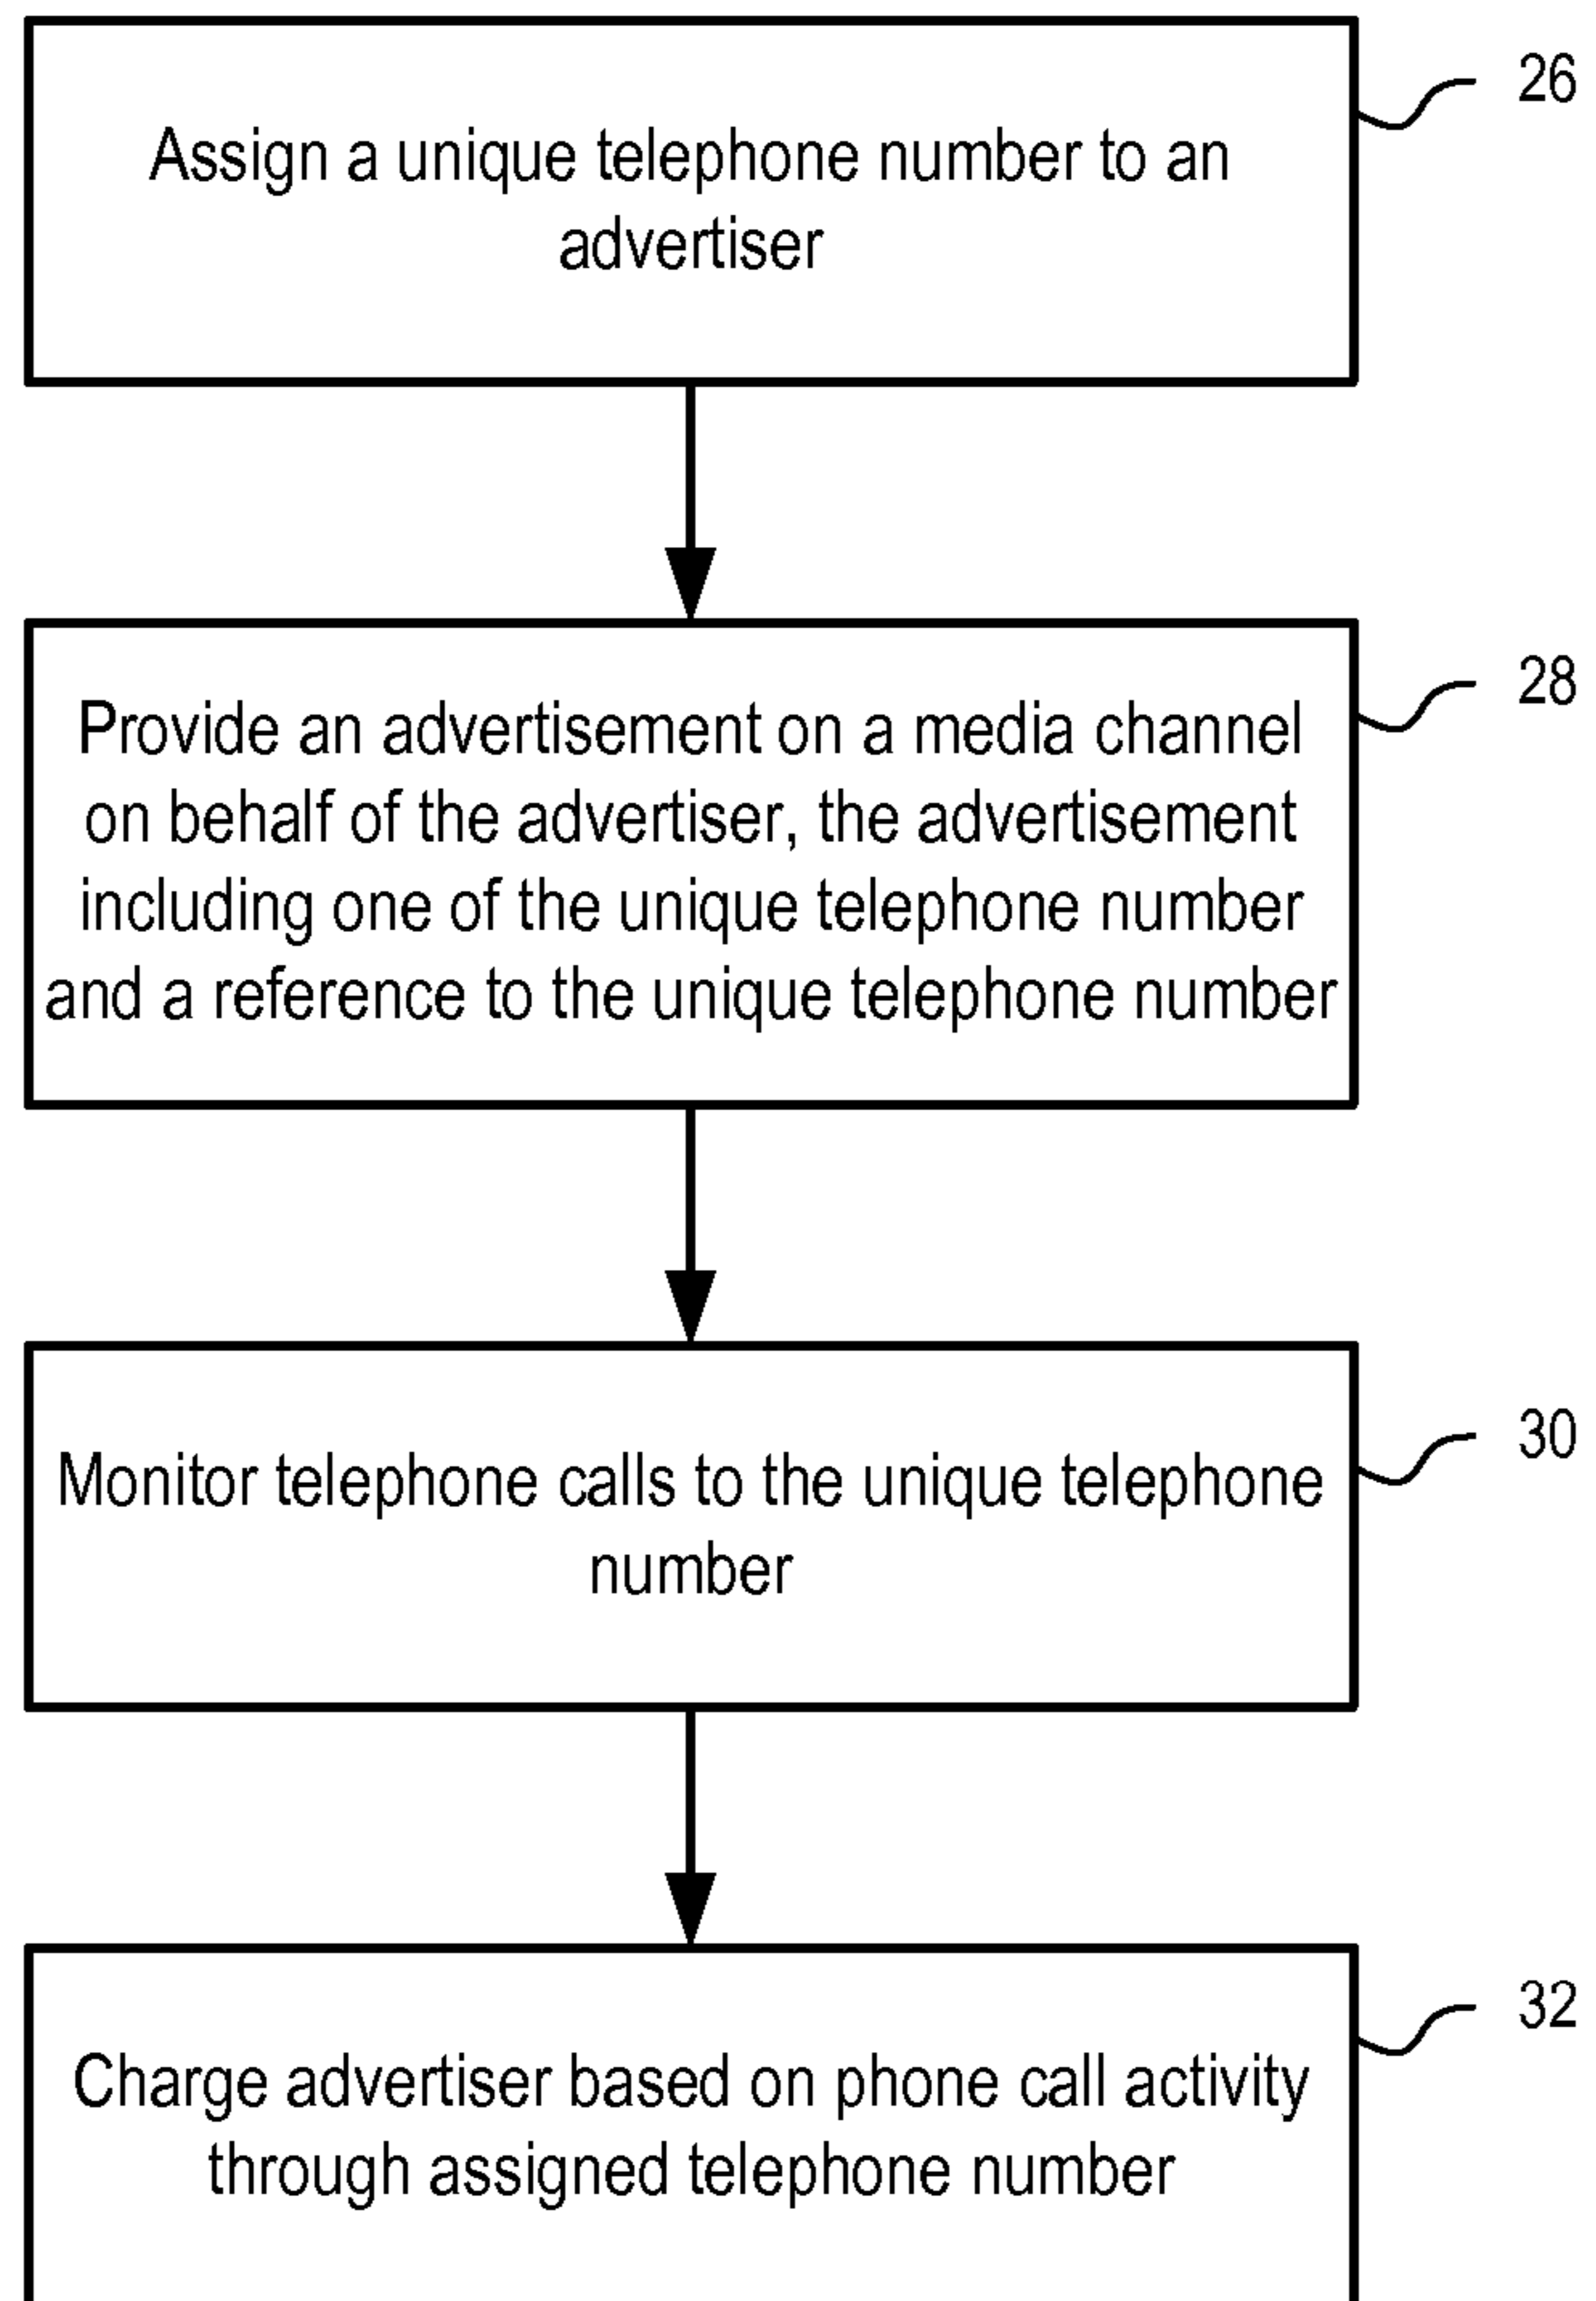 26
Assign a unique telephone number to an
advertiser
28
Provide an advertisement on a media channel
on behalf of the advertiser, the advertisement
including one of the unique telephone number
and a reference to the unique telephone number
30
Monitor telephone calls to the unique telephone
number
32
Charge advertiser based on phone call activity
through assigned telephone number